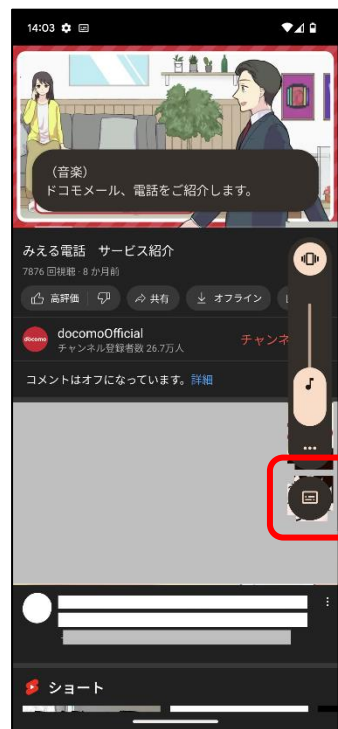 14:03
(音楽)
ドコモメール、電話をご紹介します。
みえる電話 サービス紹介
7876 回視聴・8 か月前
高評価 共有 オフライン
docomo
docomoOfficial
チャンネル登録者数 26.7万人
チャンネ
コメントはオフになっています。詳細
ショート